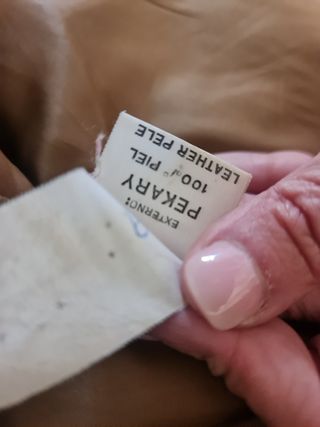 EXTERNO:
PEKARY
100% PIEL
LEATHER PELE